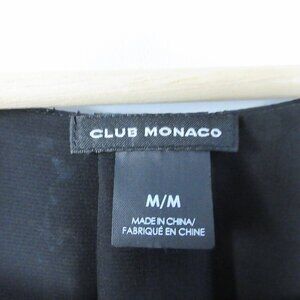 CLUB MONACO
M/M
MADE IN CHINA/
FABRIQUÉ EN CHINE